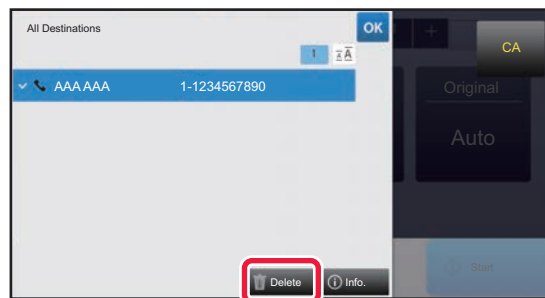 All Destinations
OK
CA
1
AAA AAA 1-1234567890
Original
Auto
Delete
Info.
Start